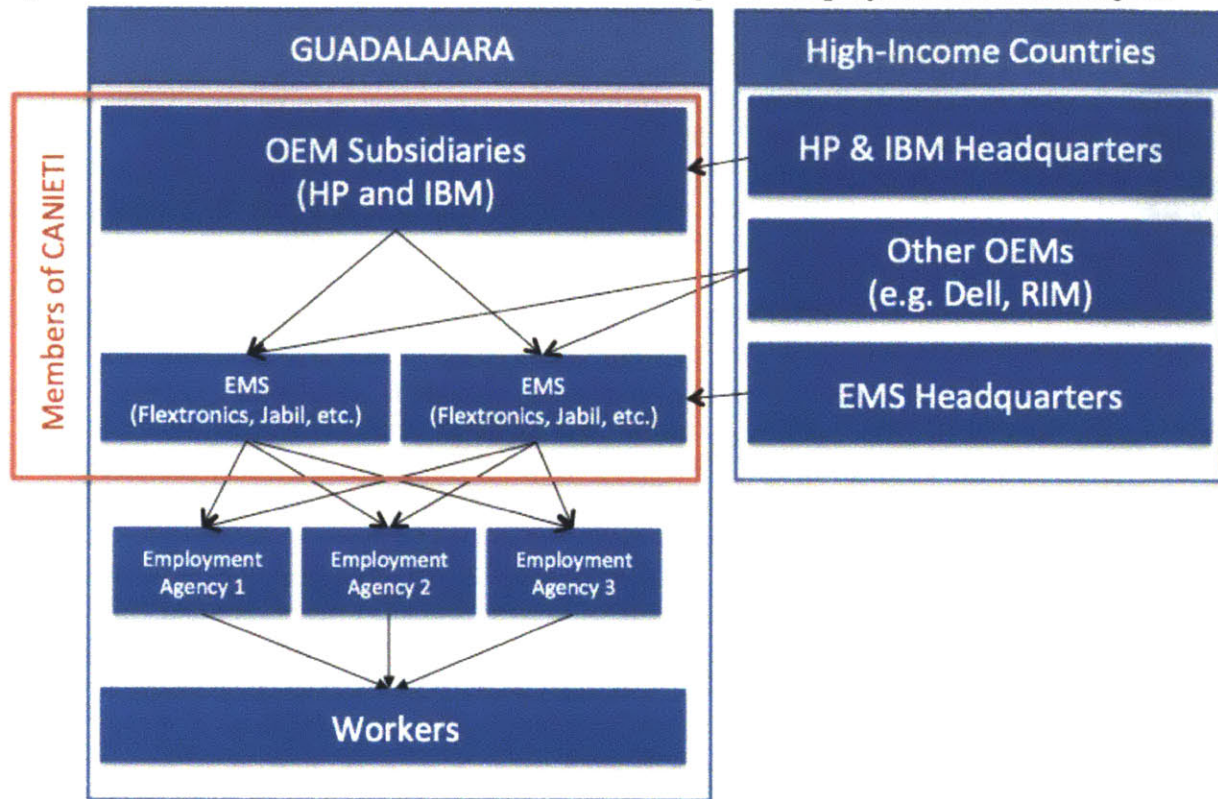 GUADALAJARA
OEM Subsidiaries
(HP and IBM)
Members of CANIETI
EMS
(Flextronics, Jabil, etc.)
EMS
(Flextronics, Jabil, etc.)
Employment
Agency 1
Employment
Agency 2
Employment
Agency 3
Workers
High-Income Countries
HP & IBM Headquarters
Other OEMs
(e.g. Dell, RIM)
EMS Headquarters